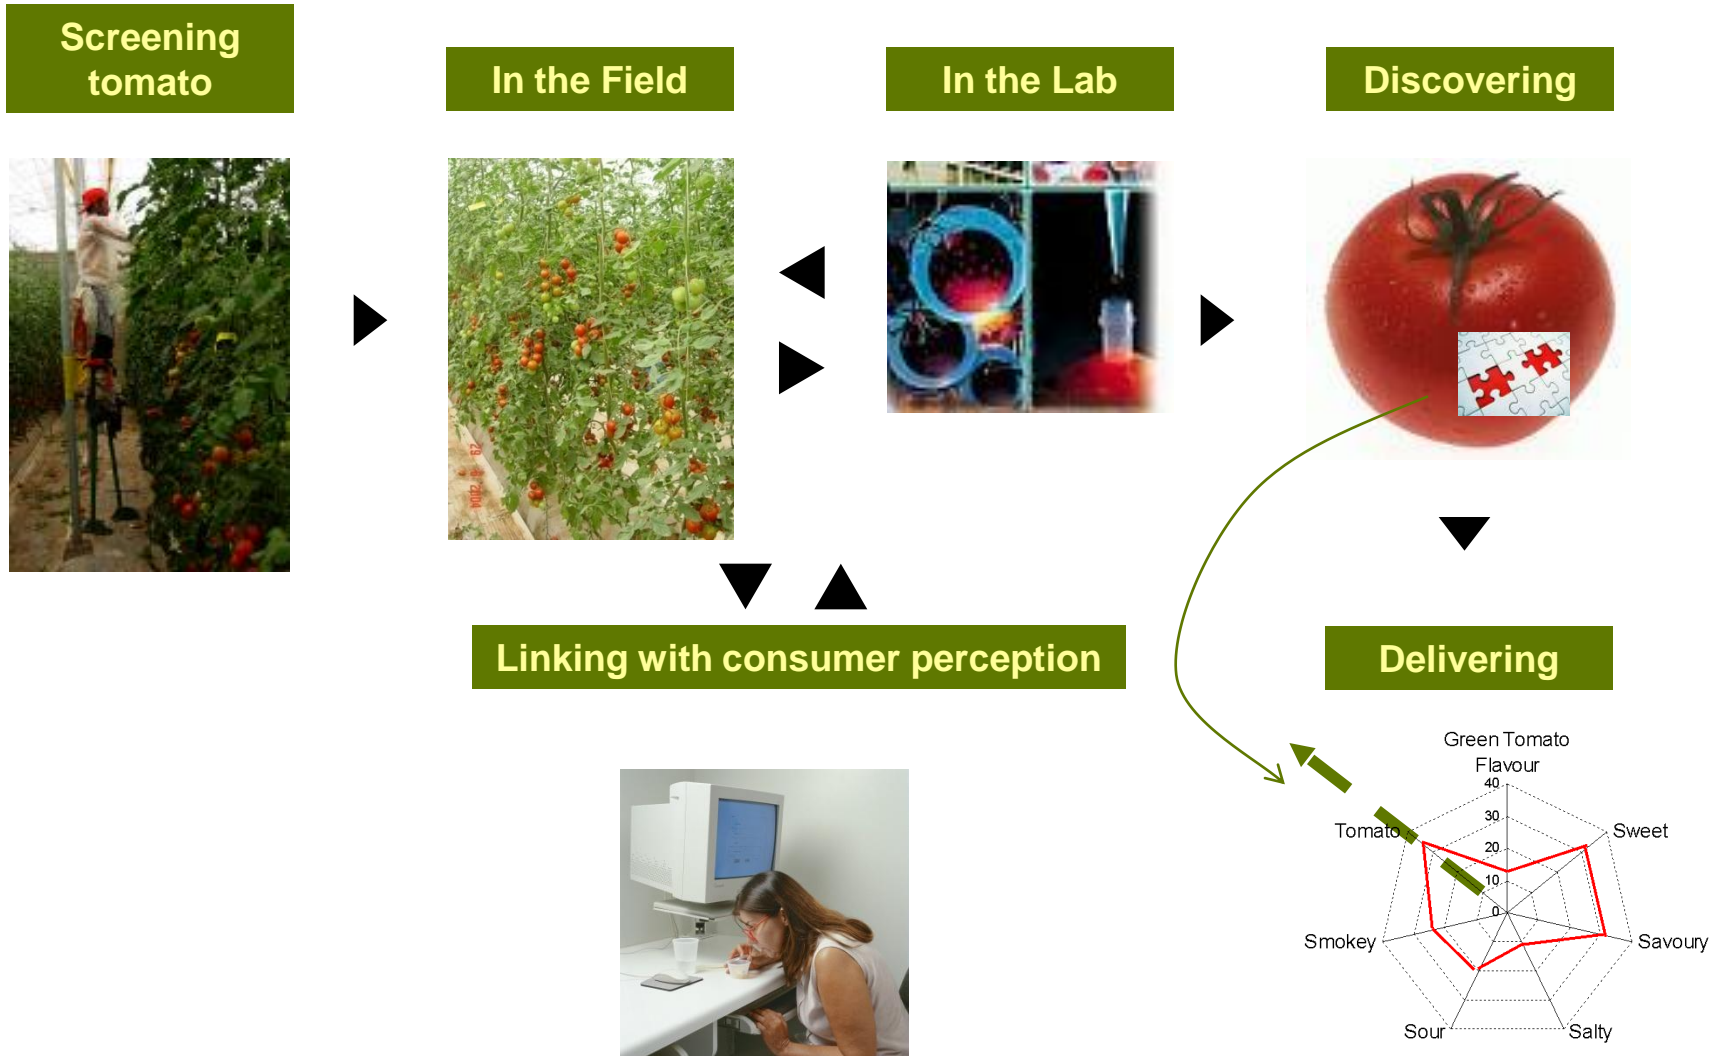 Screening
tomato
In the Field
In the Lab
Discovering
Linking with consumer perception
Delivering
Green Tomato
Flavour
40
30
20
10
0
Tomato
Sweet
Smokey
Savoury
Sour
Salty